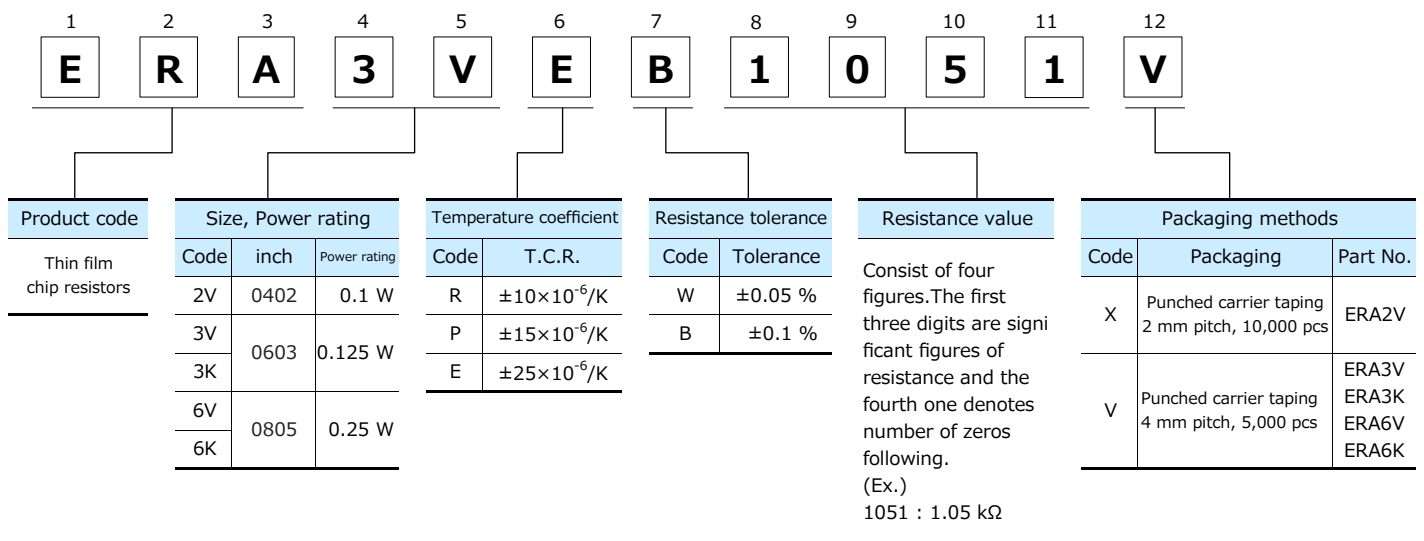 1 2 3 4 5 6 7 8 9 10 11 12
E R A 3 V E B 1 0 5 1 V
Product code
Thin film
chip resistors
Size, Power rating
Code inch Power rating
2V 0402 0.1 W
3V 0603 0.125 W
3K
6V 0805 0.25 W
6K
Temperature coefficient
Code T.C.R.
R ±10×10⁻⁶/K
P ±15×10⁻⁶/K
E ±25×10⁻⁶/K
Resistance tolerance
Code Tolerance
W ±0.05 %
B ±0.1 %
Resistance value
Consist of four
figures.The first
three digits are signi
ficant figures of
resistance and the
fourth one denotes
number of zeros
following.
(Ex.)
1051 : 1.05 kΩ
Packaging methods
Code Packaging Part No.
X Punched carrier taping
2 mm pitch, 10,000 pcs ERA2V
V Punched carrier taping
4 mm pitch, 5,000 pcs
ERA3V
ERA3K
ERA6V
ERA6K